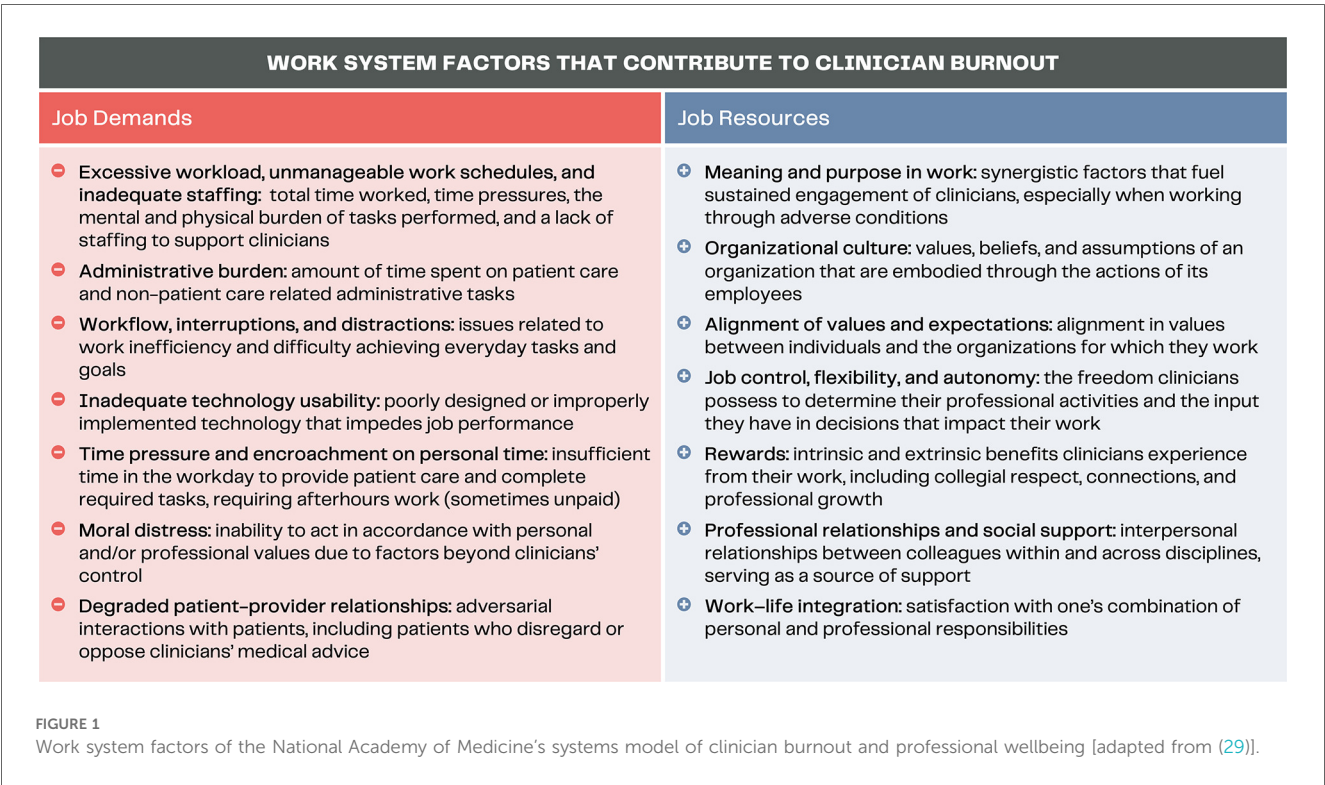 WORK SYSTEM FACTORS THAT CONTRIBUTE TO CLINICIAN BURNOUT
Job Demands
Excessive workload, unmanageable work schedules, and
inadequate staffing: total time worked, time pressures, the
mental and physical burden of tasks performed, and a lack of
staffing to support clinicians
Administrative burden: amount of time spent on patient care
and non-patient care related administrative tasks
Workflow, interruptions, and distractions: issues related to
work inefficiency and difficulty achieving everyday tasks and
goals
Inadequate technology usability: poorly designed or improperly
implemented technology that impedes job performance
Time pressure and encroachment on personal time: insufficient
time in the workday to provide patient care and complete
required tasks, requiring afterhours work (sometimes unpaid)
Moral distress: inability to act in accordance with personal
and/or professional values due to factors beyond clinicians’
control
Degraded patient–provider relationships: adversarial
interactions with patients, including patients who disregard or
oppose clinicians’ medical advice
Job Resources
Meaning and purpose in work: synergistic factors that fuel
sustained engagement of clinicians, especially when working
through adverse conditions
Organizational culture: values, beliefs, and assumptions of an
organization that are embodied through the actions of its
employees
Alignment of values and expectations: alignment in values
between individuals and the organizations for which they work
Job control, flexibility, and autonomy: the freedom clinicians
possess to determine their professional activities and the input
they have in decisions that impact their work
Rewards: intrinsic and extrinsic benefits clinicians experience
from their work, including collegial respect, connections, and
professional growth
Professional relationships and social support: interpersonal
relationships between colleagues within and across disciplines,
serving as a source of support
Work–life integration: satisfaction with one’s combination of
personal and professional responsibilities
FIGURE 1
Work system factors of the National Academy of Medicine’s systems model of clinician burnout and professional wellbeing [adapted from (29)].